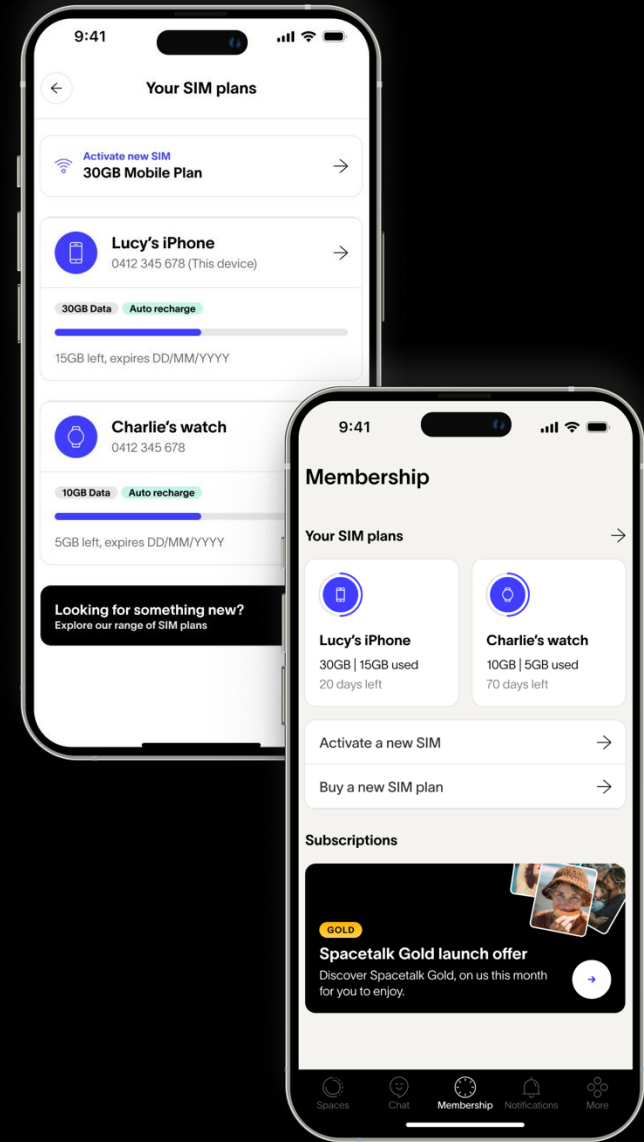 9:41
Your SIM plans
Activate new SIM
30GB Mobile Plan
Lucy’s iPhone
0412 345 678 (This device)
30GB Data Auto recharge
15GB left, expires DD/MM/YYYY
Charlie’s watch
0412 345 678
10GB Data Auto recharge
5GB left, expires DD/MM/YYYY
Looking for something new?
Explore our range of SIM plans
9:41
Membership
Your SIM plans
Lucy’s iPhone
30GB | 15GB used
20 days left
Charlie’s watch
10GB | 5GB used
70 days left
Activate a new SIM
Buy a new SIM plan
Subscriptions
GOLD
Spacetalk Gold launch offer
Discover Spacetalk Gold, on us this month
for you to enjoy.
Spaces Chat Membership Notifications More